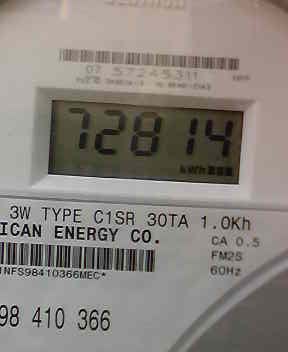 07 57245311
72814
kWh
3W TYPE C1SR 30TA 1.0Kh
ICAN ENERGY CO.
CA 0.5
FM2S
60Hz
1NFS98410366MEC*
98 410 366